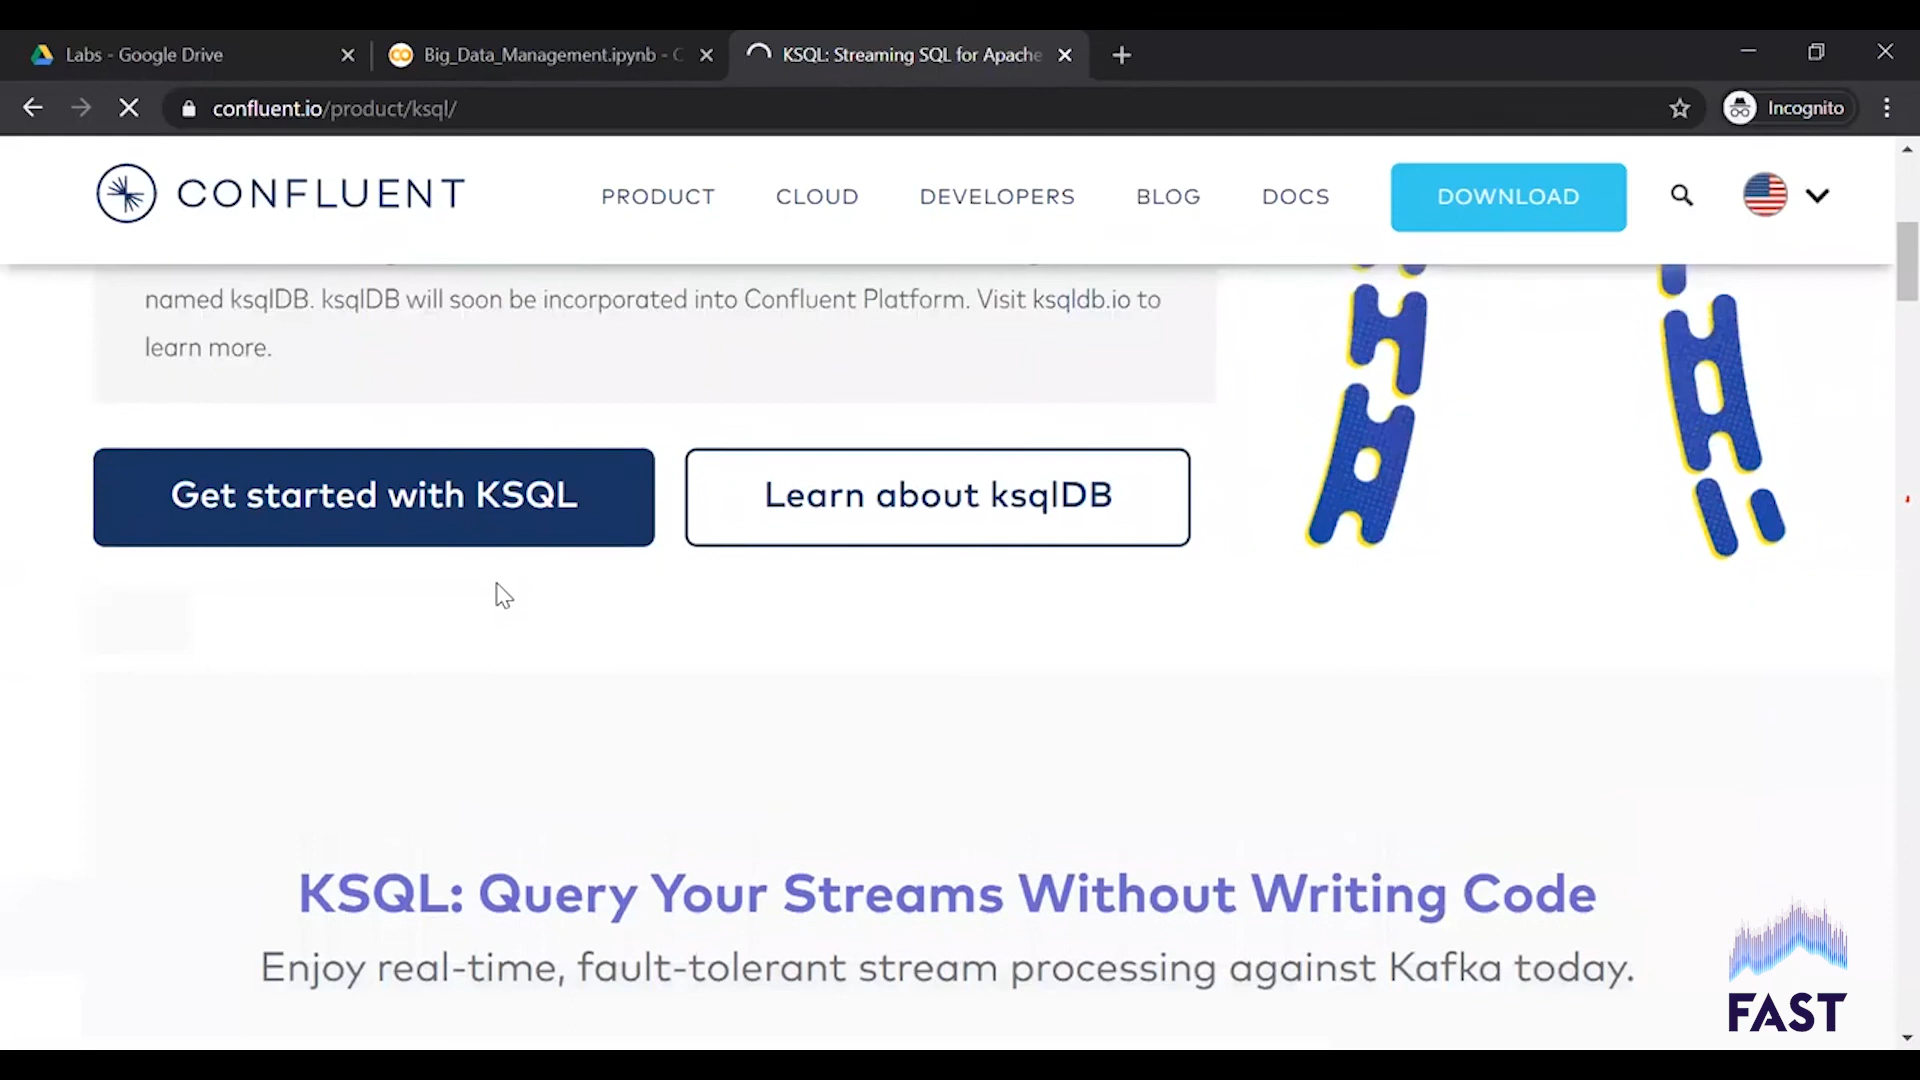 Labs - Google Drive
Big_Data_Management.ipynb - C
KSQL: Streaming SQL for Apache
confluent.io/product/ksql/
Incognito
CONFLUENT
PRODUCT
CLOUD
DEVELOPERS
BLOG
DOCS
DOWNLOAD
named ksqlDB. ksqlDB will soon be incorporated into Confluent Platform. Visit ksqldb.io to
learn more.
Get started with KSQL
Learn about ksqlDB
KSQL: Query Your Streams Without Writing Code
Enjoy real-time, fault-tolerant stream processing against Kafka today.
FAST